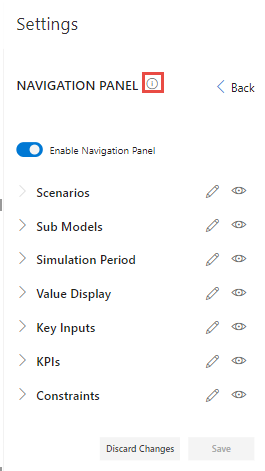 Settings
NAVIGATION PANEL
Back
Enable Navigation Panel
Scenarios
Sub Models
Simulation Period
Value Display
Key Inputs
KPIs
Constraints
Discard Changes Save